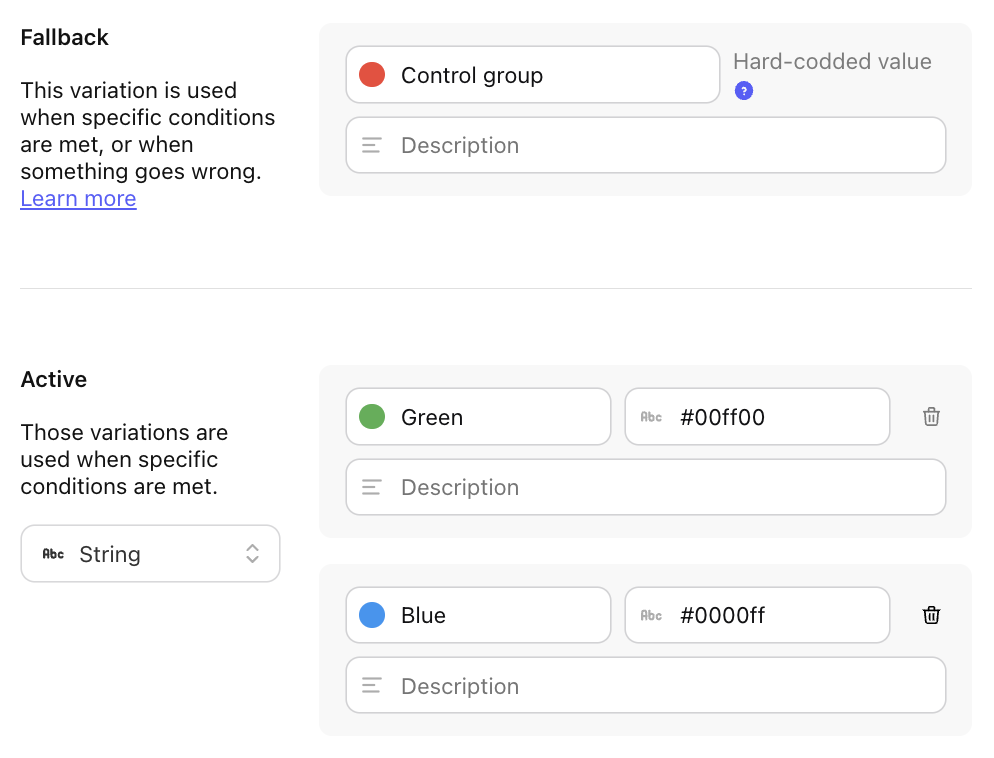 Fallback
This variation is used
when specific conditions
are met, or when
something goes wrong.
Learn more
Control group
Hard-codded value
?
Description
Active
Those variations are
used when specific
conditions are met.
Abc String
Green
Abc #00ff00
Description
Blue
Abc #0000ff
Description